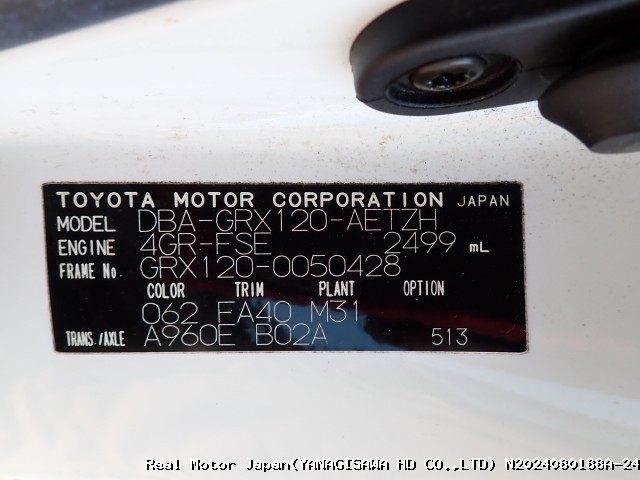 TOYOTA MOTOR CORPORATION JAPAN
MODEL DBA-GRX120-AETZH
ENGINE 4GR-FSE 2499 mL
FRAME No. GRX120-0050428
COLOR TRIM PLANT OPTION
062 FA40 M31
TRANS./AXLE A960E B02A 513
Real Motor Japan(YANAGISAWA HD CO.,LTD) N2024080188A-24